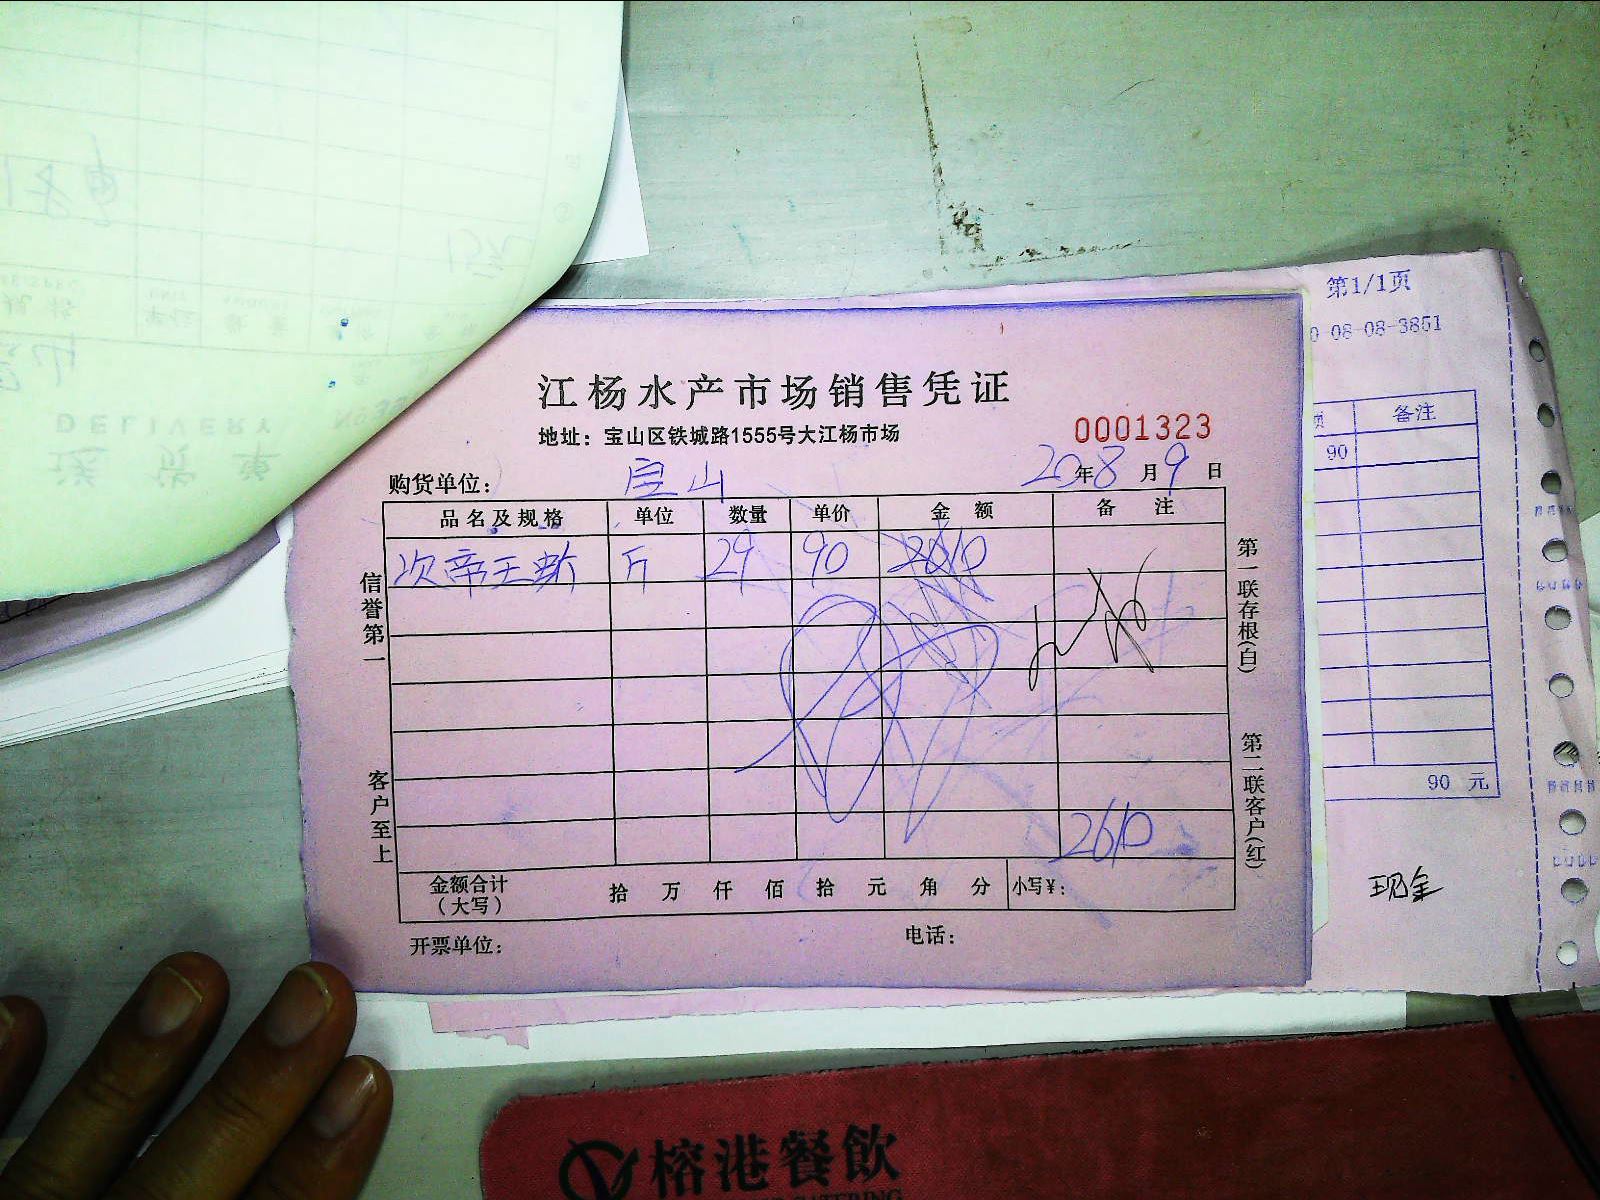 江杨水产市场销售凭证
地址：宝山区铁城路1555号大江杨市场
0001323
购货单位： 宝山
20年8月9日
品名及规格 单位 数量 单价 金额 备注
次帝王蟹 斤 29 90 2610
2610
金额合计（大写） 拾 万 仟 佰 拾 元 角 分 小写￥：
开票单位： 电话：
信誉第一
客户至上
第一联存根（白）
第二联客户（红）
第1/1页
08-08-3851
备注
90
90 元
现金
DELIVERY
送货单
榕港餐飲